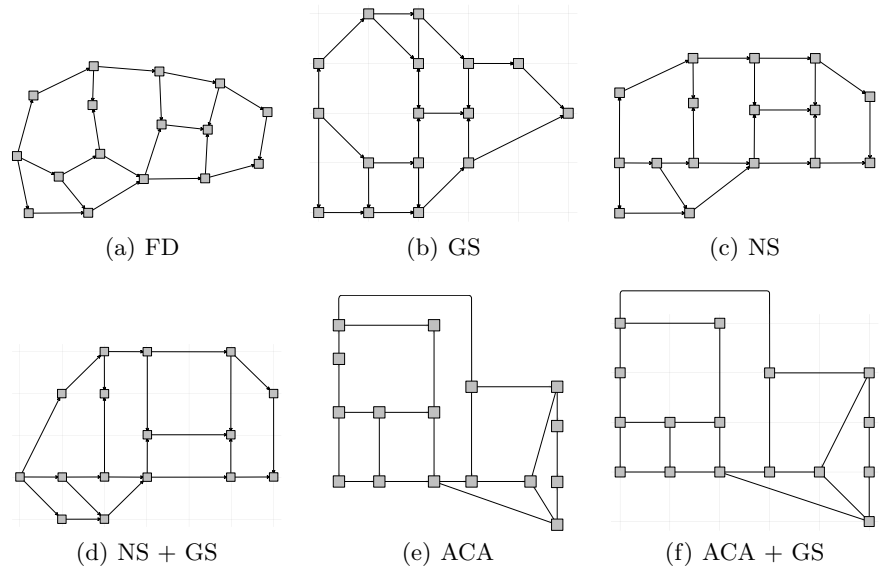 (a) FD
(b) GS
(c) NS
(d) NS + GS
(e) ACA
(f) ACA + GS